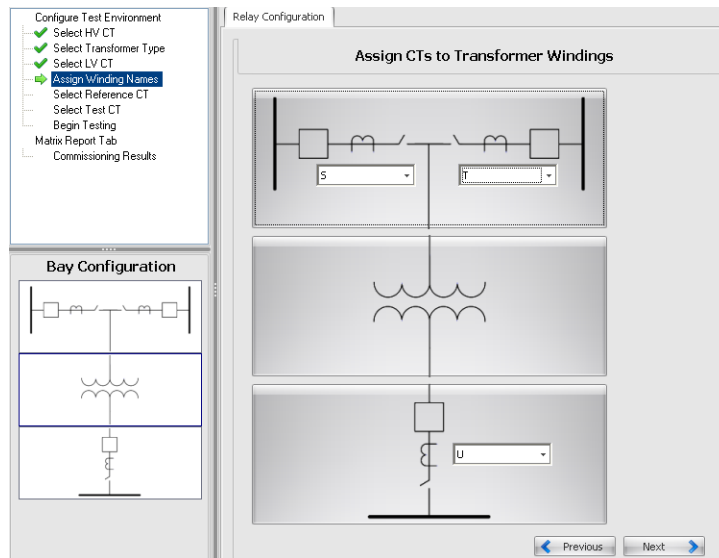 Configure Test Environment
Select HV CT
Select Transformer Type
Select LV CT
Assign Winding Names
Select Reference CT
Select Test CT
Begin Testing
Matrix Report Tab
Commissioning Results
Bay Configuration
Relay Configuration
Assign CTs to Transformer Windings
S
T
U
Previous
Next